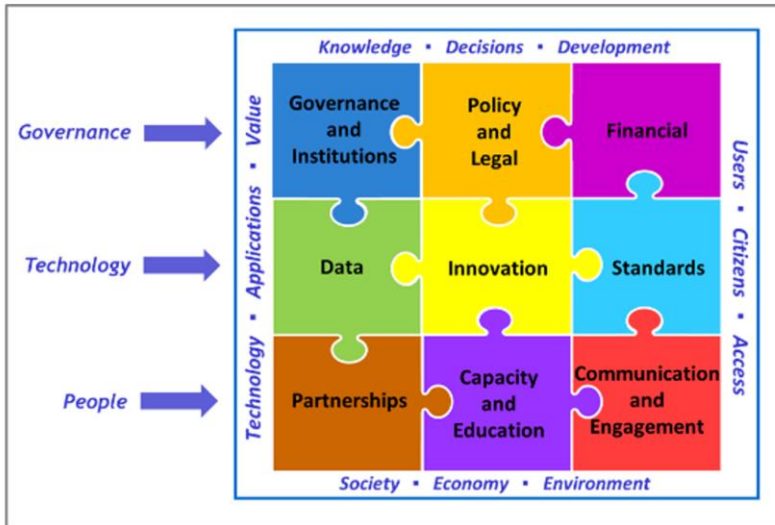 Knowledge ▪ Decisions ▪ Development
Governance
Technology
People
Technology ▪ Applications ▪ Value
Governance
and
Institutions
Policy
and
Legal
Financial
Data
Innovation
Standards
Partnerships
Capacity
and
Education
Communication
and
Engagement
Users ▪ Citizens ▪ Access
Society ▪ Economy ▪ Environment